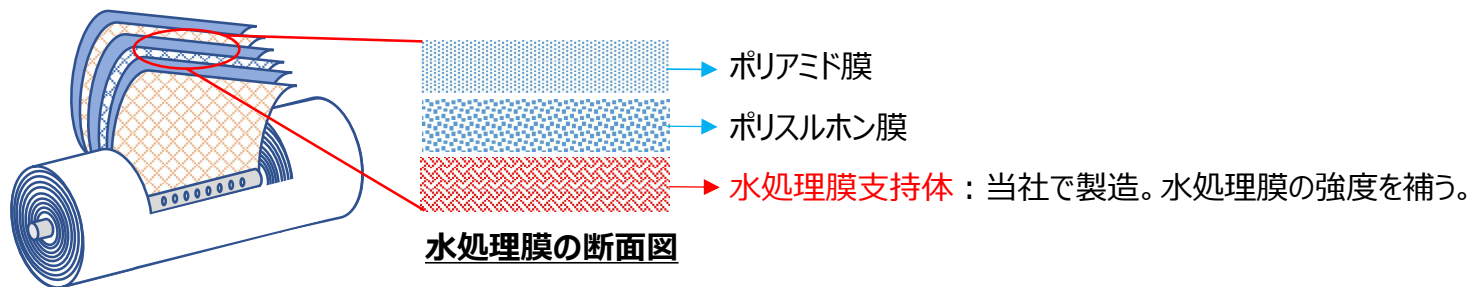 ポリアミド膜
ポリスルホン膜
水処理膜支持体：当社で製造。水処理膜の強度を補う。
水処理膜の断面図